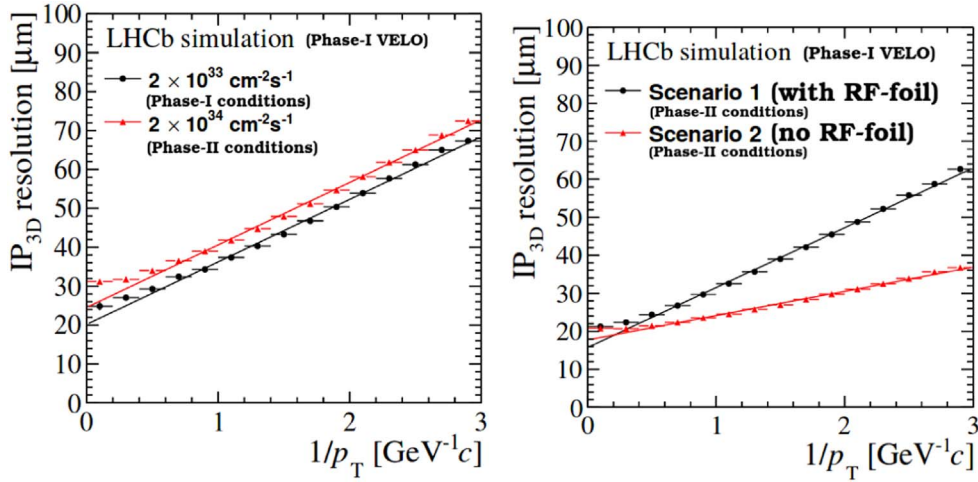 LHCb simulation (Phase-I VELO)
2 × 10³³ cm⁻²s⁻¹
(Phase-I conditions)
2 × 10³⁴ cm⁻²s⁻¹
(Phase-II conditions)
IP₃D resolution [μm]
100
90
80
70
60
50
40
30
20
10
0
0 1 2 3
1/p_T [GeV⁻¹c]
LHCb simulation (Phase-I VELO)
Scenario 1 (with RF-foil)
(Phase-II conditions)
Scenario 2 (no RF-foil)
(Phase-II conditions)
IP₃D resolution [μm]
100
90
80
70
60
50
40
30
20
10
0
0 1 2 3
1/p_T [GeV⁻¹c]